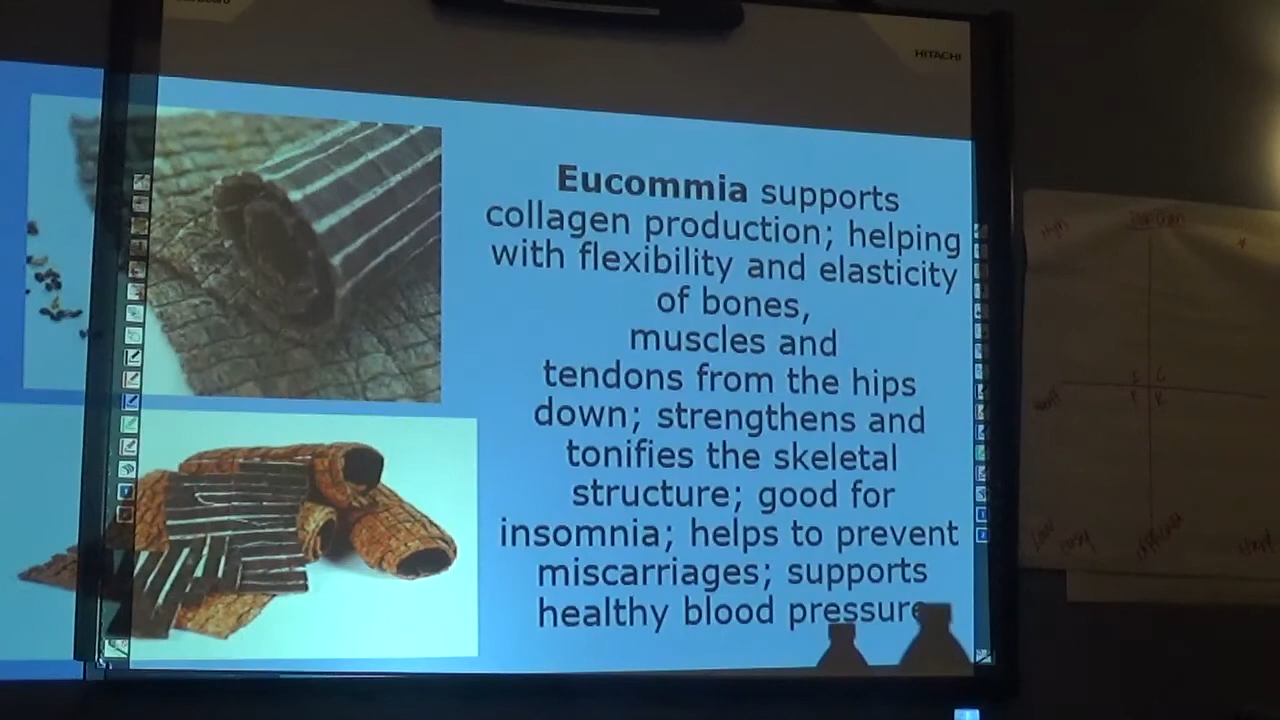 HITACHI
Eucommia supports
collagen production; helping
with flexibility and elasticity
of bones,
muscles and
tendons from the hips
down; strengthens and
tonifies the skeletal
structure; good for
insomnia; helps to prevent
miscarriages; supports
healthy blood pressure